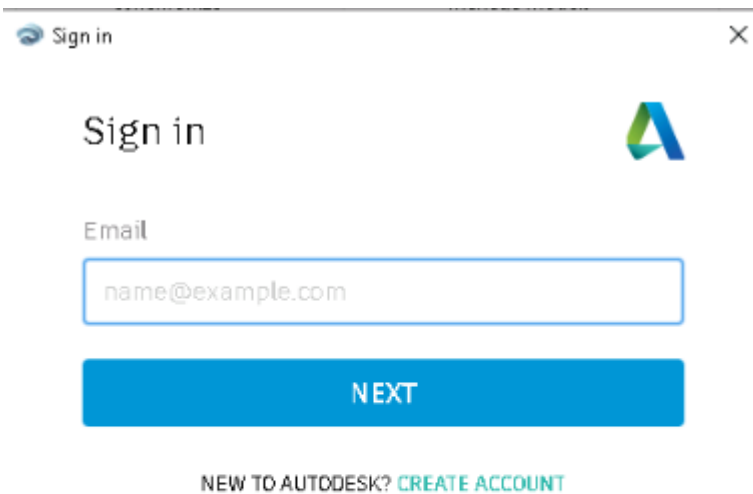 Sign in
Sign in
Email
name@example.com
NEXT
NEW TO AUTODESK? CREATE ACCOUNT